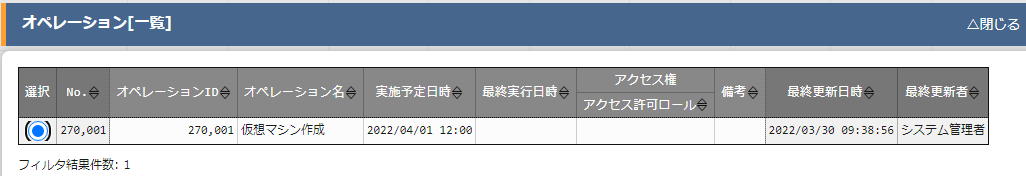 オペレーション[一覧] △閉じる
選択 No. オペレーションID オペレーション名 実施予定日時 最終実行日時 アクセス権 備考 最終更新日時 最終更新者
アクセス許可ロール
270,001 270,001 仮想マシン作成 2022/04/01 12:00 2022/03/30 09:38:56 システム管理者
フィルタ結果件数: 1